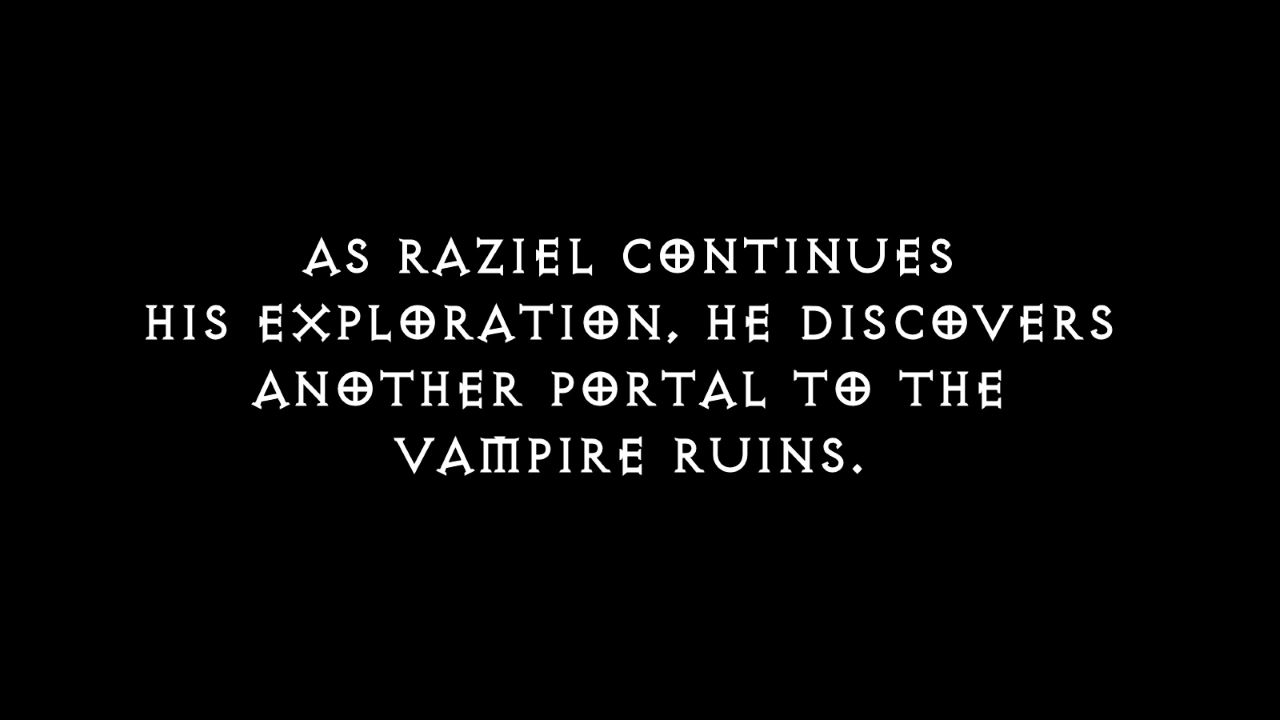 AS RAZIEL CONTINUES
HIS EXPLORATION, HE DISCOVERS
ANOTHER PORTAL TO THE
VAMPIRE RUINS.